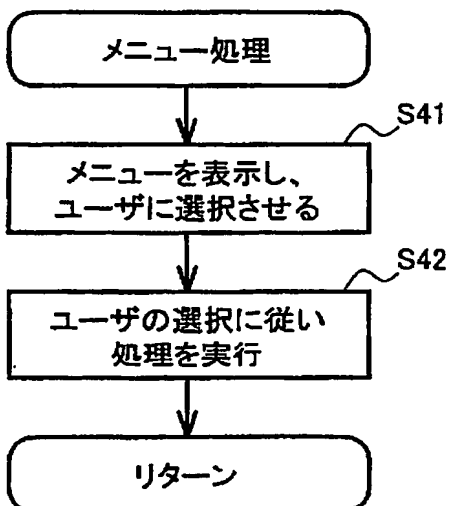 メニュー処理
S41
メニューを表示し、
ユーザに選択させる
S42
ユーザの選択に従い
処理を実行
リターン